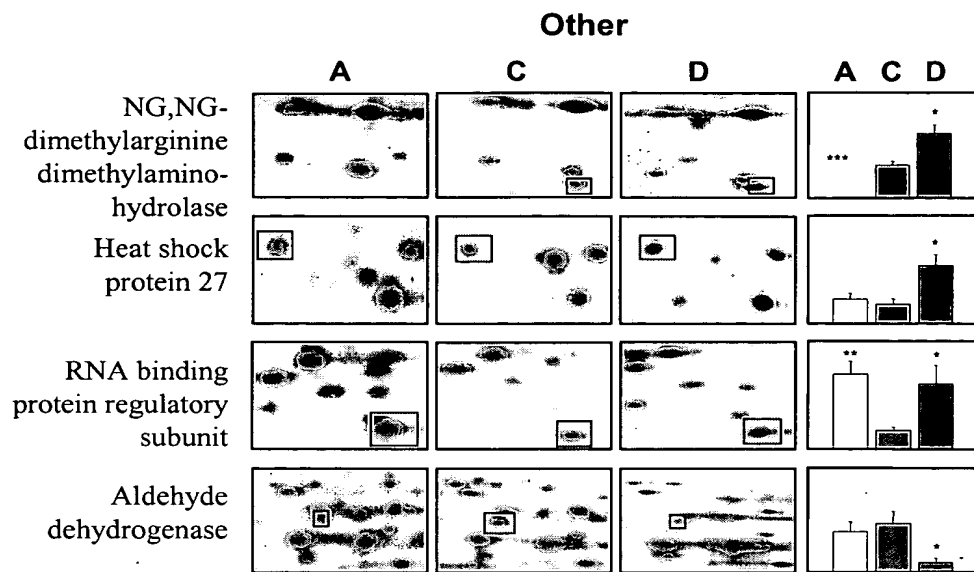 Other
A C D A C D
NG,NG-
dimethylarginine
dimethylamino-
hydrolase
***
*
Heat shock
protein 27
*
RNA binding
protein regulatory
subunit
**
*
Aldehyde
dehydrogenase
*